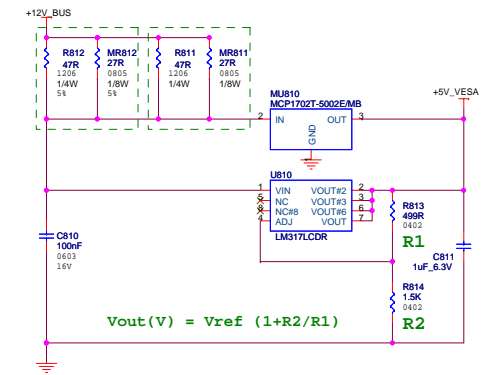 +12V_BUS
R812
47R
1206
1/4W
5%
MR812
27R
0805
1/8W
5%
R811
47R
1206
1/4W
MR811
27R
0805
1/8W
MU810
MCP1702T-5002E/MB
+5V_VESA
2 IN OUT 3
GND
U810
1 VIN VOUT#2 2
5 NC VOUT#3 3
8 NC#8 VOUT#6 6
4 ADJ VOUT 7
LM317LCDR
R813
499R
0402
R1
C810
100nF
0603
16V
C811
1uF_6.3V
R814
1.5K
0402
R2
Vout(V) = Vref (1+R2/R1)